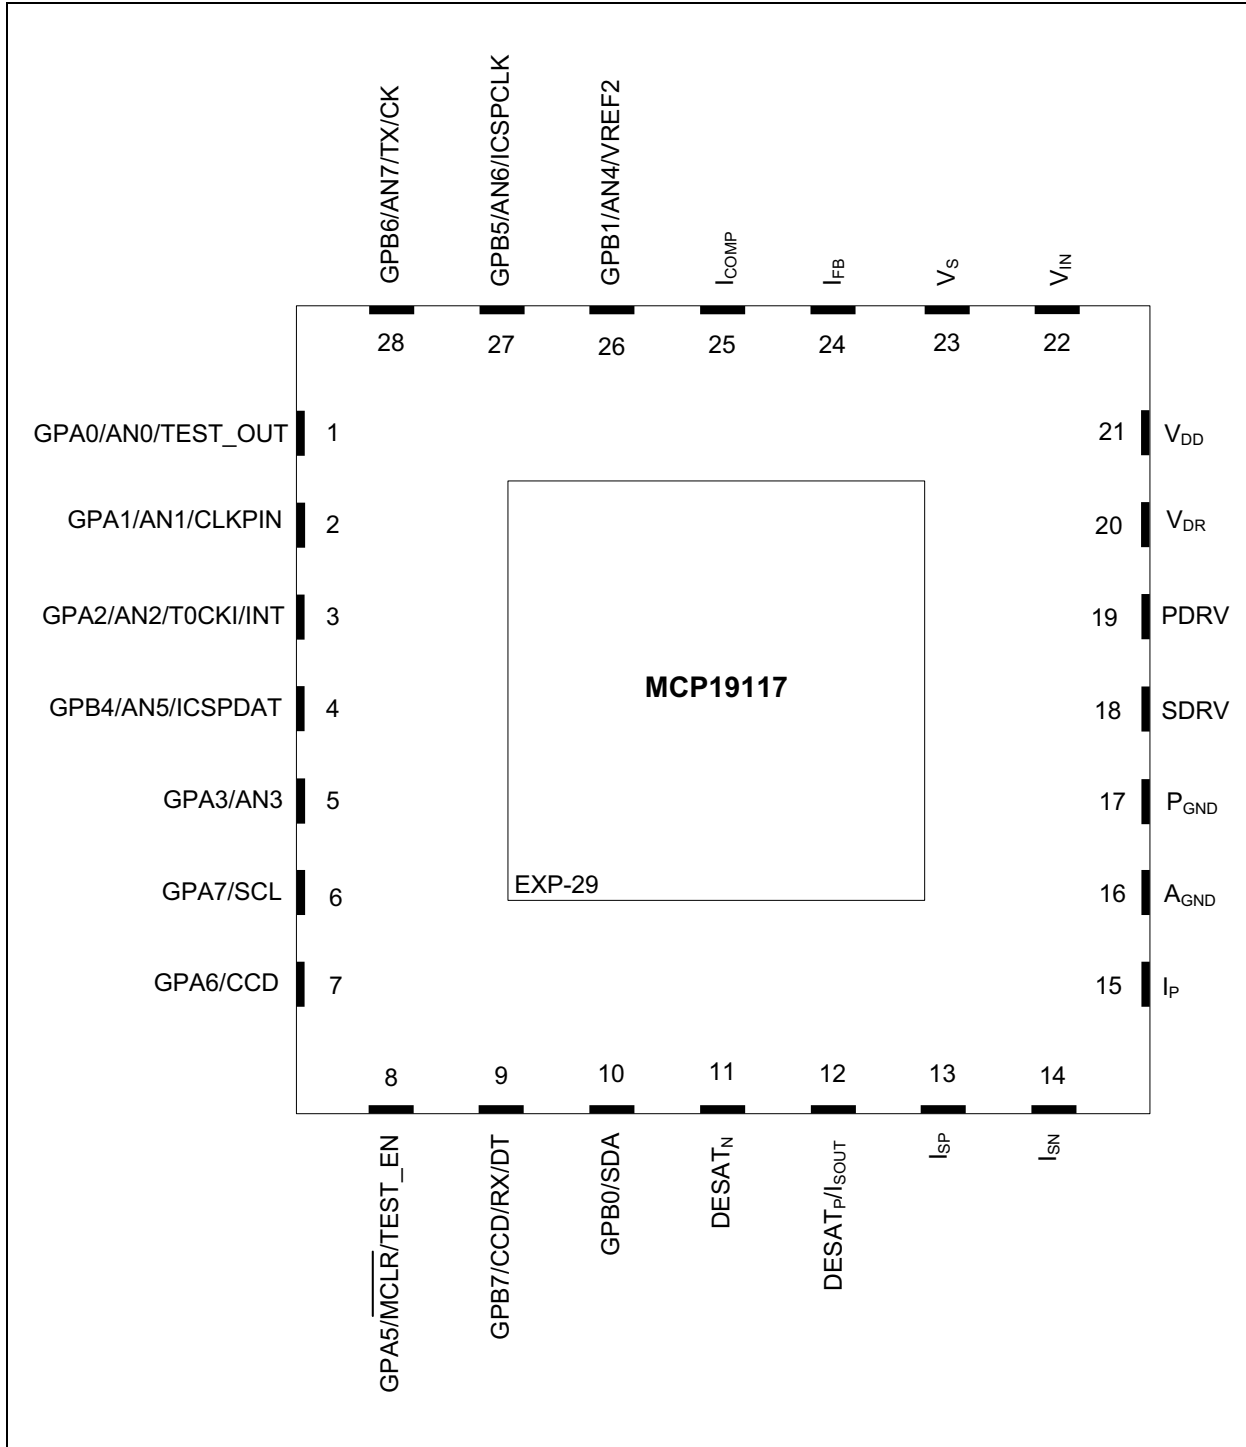 GPB6/AN7/TX/CK
GPB5/AN6/ICSPCLK
GPB1/AN4/VREF2
ICOMP
IFB
VS
VIN
28
27
26
25
24
23
22
GPA0/AN0/TEST_OUT 1
GPA1/AN1/CLKPIN 2
GPA2/AN2/T0CKI/INT 3
GPB4/AN5/ICSPDAT 4
GPA3/AN3 5
GPA7/SCL 6
GPA6/CCD 7
MCP19117
EXP-29
21 VDD
20 VDR
19 PDRV
18 SDRV
17 PGND
16 AGND
15 IP
8
9
10
11
12
13
14
GPA5/MCLR/TEST_EN
GPB7/CCD/RX/DT
GPB0/SDA
DESATN
DESATP/ISOUT
ISP
ISN